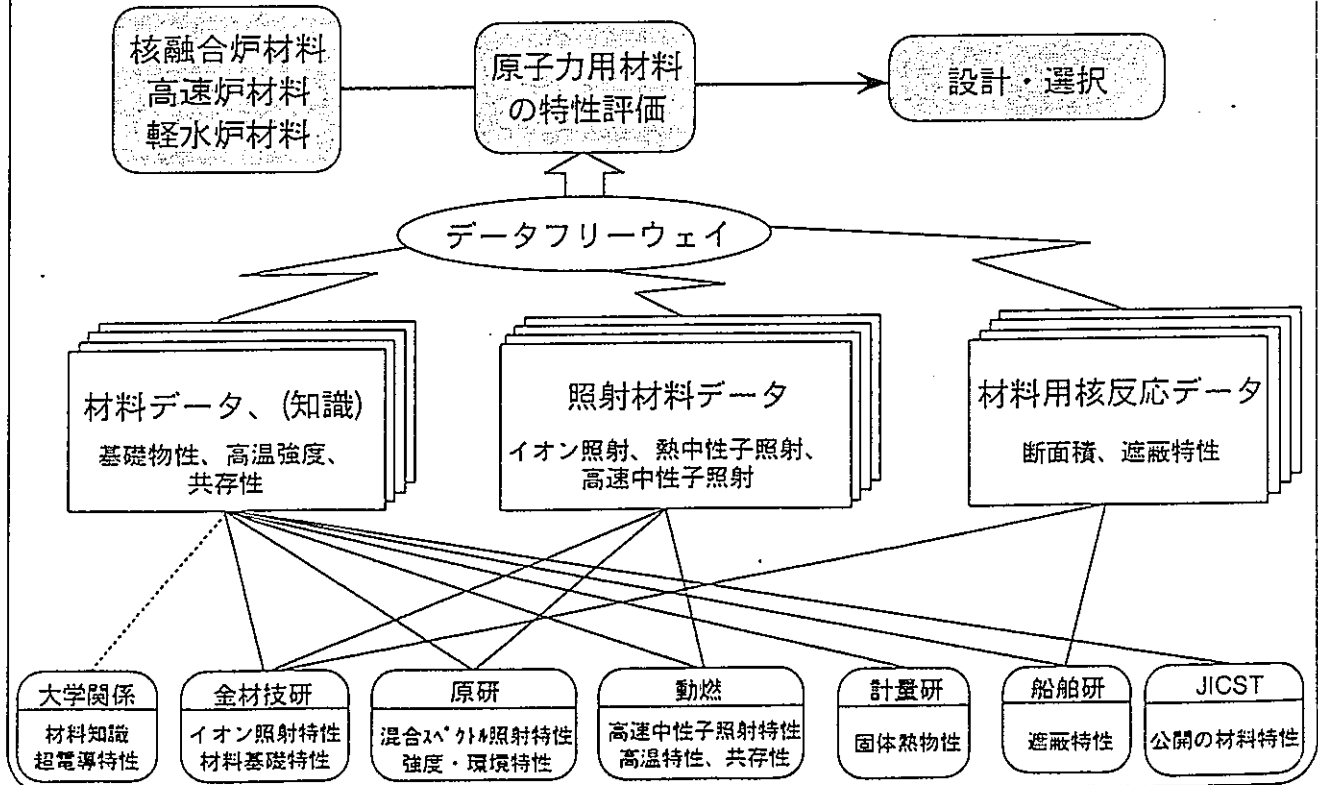 核融合炉材料
高速炉材料
軽水炉材料
原子力用材料
の特性評価
設計・選択
データフリーウェイ
材料データ、(知識)
基礎物性、高温強度、
共存性
照射材料データ
イオン照射、熱中性子照射、
高速中性子照射
材料用核反応データ
断面積、遮蔽特性
大学関係
材料知識
超電導特性
金材技研
イオン照射特性
材料基礎特性
原研
混合スペクトル照射特性
強度・環境特性
動燃
高速中性子照射特性
高温特性、共存性
計量研
固体熱物性
船舶研
遮蔽特性
JICST
公開の材料特性